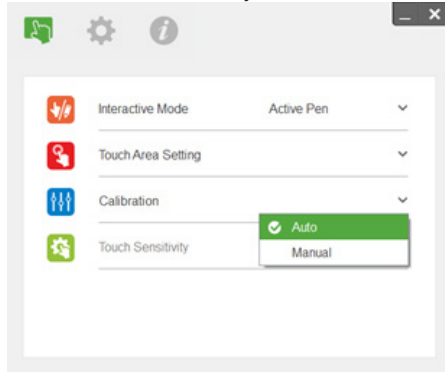 Interactive Mode Active Pen
Touch Area Setting
Calibration
Auto
Touch Sensitivity
Manual